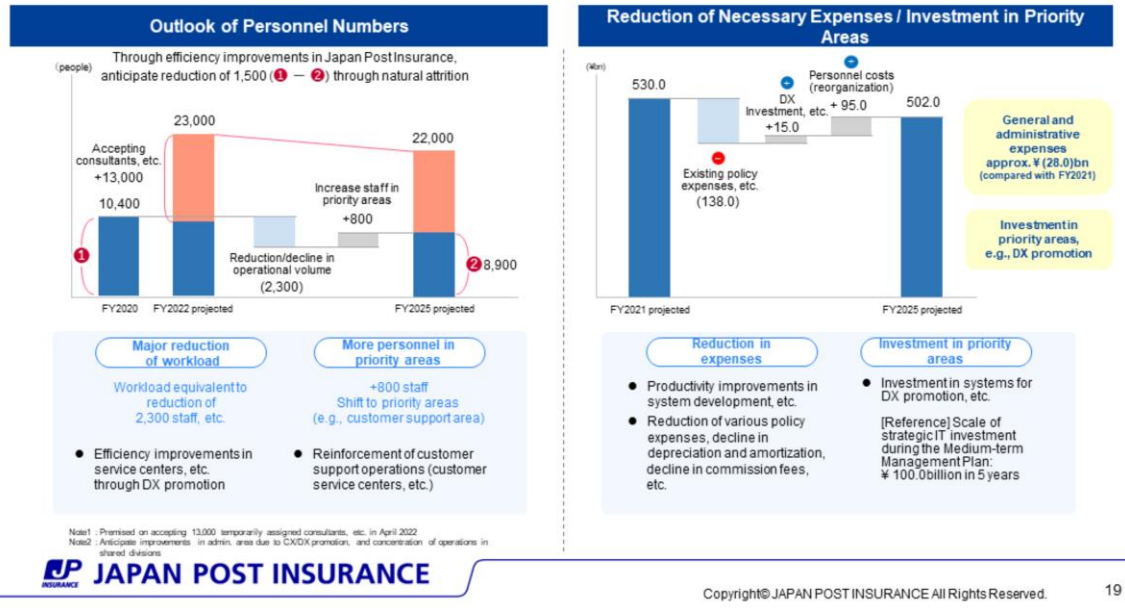 Outlook of Personnel Numbers
Through efficiency improvements in Japan Post Insurance,
anticipate reduction of 1,500 (❶ － ❷) through natural attrition
(people)
23,000
22,000
Accepting
consultants, etc.
+13,000
10,400
Increase staff in
priority areas
+800
❶
Reduction/decline in
operational volume
(2,300)
❷ 8,900
FY2020
FY2022 projected
FY2025 projected
Major reduction
of workload
Workload equivalent to
reduction of
2,300 staff, etc.
● Efficiency improvements in
service centers, etc.
through DX promotion
More personnel in
priority areas
+800 staff
Shift to priority areas
(e.g., customer support area)
● Reinforcement of customer
support operations (customer
service centers, etc.)
Note1 : Premised on accepting 13,000 temporarily assigned consultants, etc. in April 2022
Note2 : Anticipate improvements in admin. area due to CX/DX promotion, and concentration of operations in
shared divisions
Reduction of Necessary Expenses / Investment in Priority
Areas
(¥bn)
530.0
+
Personnel costs
(reorganization)
+ 95.0
+
DX
Investment, etc.
+15.0
502.0
−
Existing policy
expenses, etc.
(138.0)
FY2021 projected
FY2025 projected
General and
administrative
expenses
approx. ¥ (28.0)bn
(compared with FY2021)
Investment in
priority areas,
e.g., DX promotion
Reduction in
expenses
● Productivity improvements in
system development, etc.
● Reduction of various policy
expenses, decline in
depreciation and amortization,
decline in commission fees,
etc.
Investment in priority
areas
● Investment in systems for
DX promotion, etc.
[Reference] Scale of
strategic IT investment
during the Medium-term
Management Plan:
¥ 100.0billion in 5 years
JP
INSURANCE
JAPAN POST INSURANCE
Copyright© JAPAN POST INSURANCE All Rights Reserved.
19